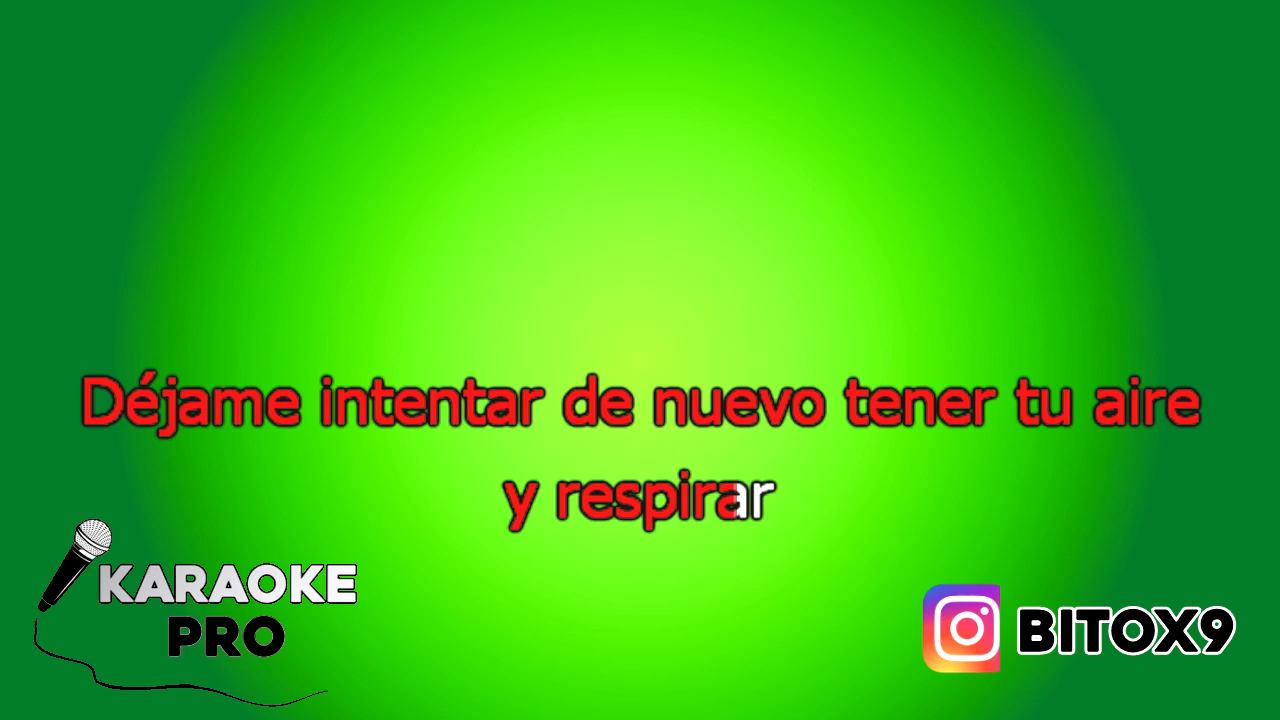 Déjame intentar de nuevo tener tu aire
y respirar
KARAOKE
PRO
BITOX9